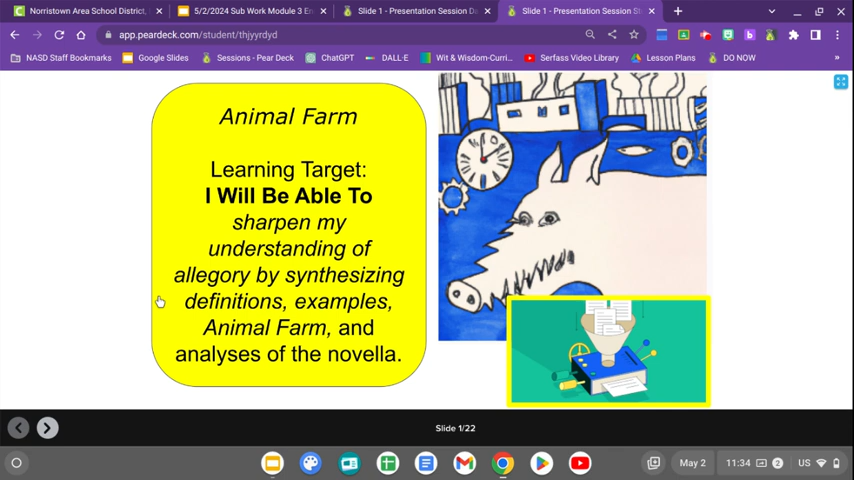 Norristown Area School District,
5/2/2024 Sub Work Module 3 En
Slide 1 - Presentation Session Da
Slide 1 - Presentation Session St
app.peardeck.com/student/thjyyrdyd
NASD Staff Bookmarks
Google Slides
Sessions - Pear Deck
ChatGPT
DALL·E
Wit & Wisdom-Curri...
Serfass Video Library
Lesson Plans
DO NOW
Animal Farm
Learning Target:
I Will Be Able To
sharpen my
understanding of
allegory by synthesizing
definitions, examples,
Animal Farm, and
analyses of the novella.
Slide 1/22
May 2
11:34
2
US